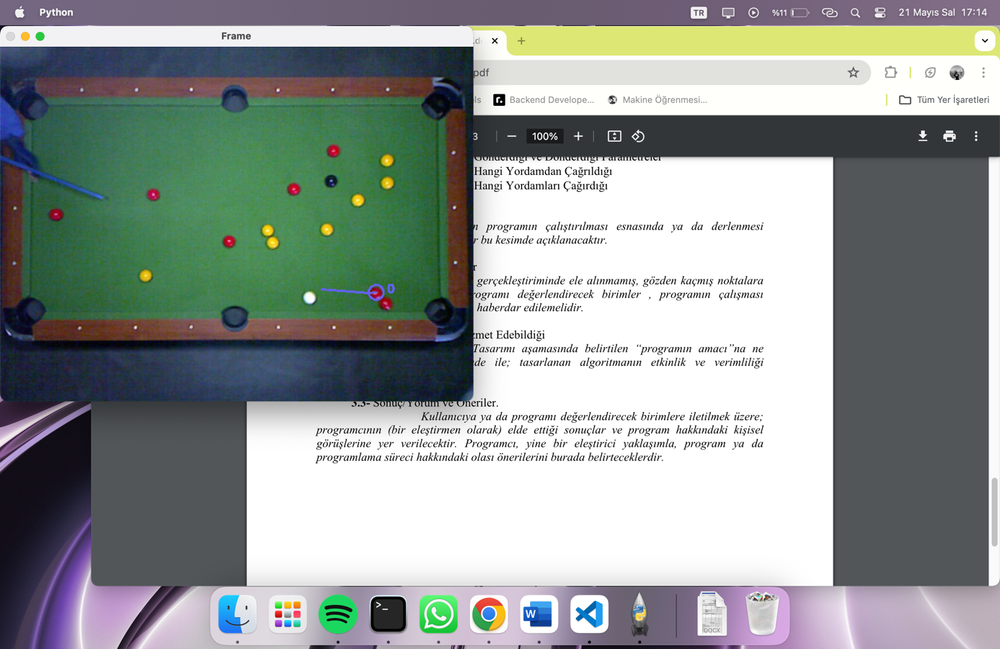 Python
TR
%11
21 Mayıs Sal 17:14
Frame
pdf
Backend Develope...
Makine Öğrenmesi...
Tüm Yer İşaretleri
3
100%
Gönderdiği ve Döndürdüğü Parametreler
Hangi Yordamdan Çağrıldığı
Hangi Yordamları Çağırdığı
n programın çalıştırılması esnasında ya da derlenmesi
r bu kesimde açıklanacaktır.
r
gerçekleştiriminde ele alınmamış, gözden kaçmış noktalara
rogramı değerlendirecek birimler , programın çalışması
haberdar edilemelidir.
zmet Edebildiği
Tasarımı aşamasında belirtilen “programın amacı”na ne
de ile; tasarlanan algoritmanın etkinlik ve verimliliği
0
3.3- Sonuç/Yorum ve Öneriler.
Kullanıcıya ya da programı değerlendirecek birimlere iletilmek üzere;
programcının (bir eleştirmen olarak) elde ettiği sonuçlar ve program hakkındaki kişisel
görüşlerine yer verilecektir. Programcı, yine bir eleştirici yaklaşımla, program ya da
programlama süreci hakkındaki olası önerilerini burada belirteceklerdir.
W
DOCX